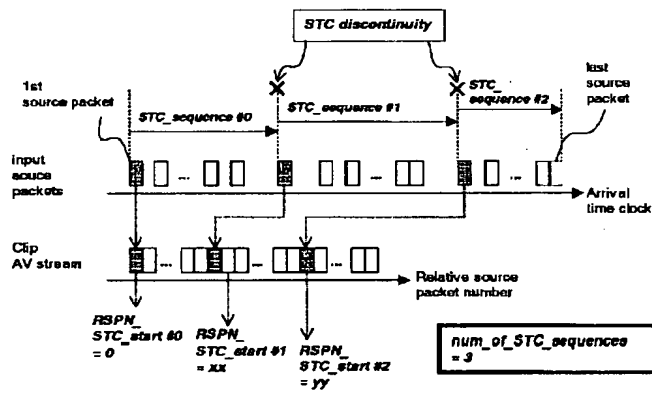 STC discontinuity
1st
source packet
STC_sequence #0
STC_sequence #1
STC_
sequence #2
last
source
packet
input
souce
packets
...
...
...
Arrival
time clock
Clip
AV stream
...
...
...
Relative source
packet number
RSPN_
STC_start #0
= 0
RSPN_
STC_start #1
= xx
RSPN_
STC_start #2
= yy
num_of_STC_sequences
= 3